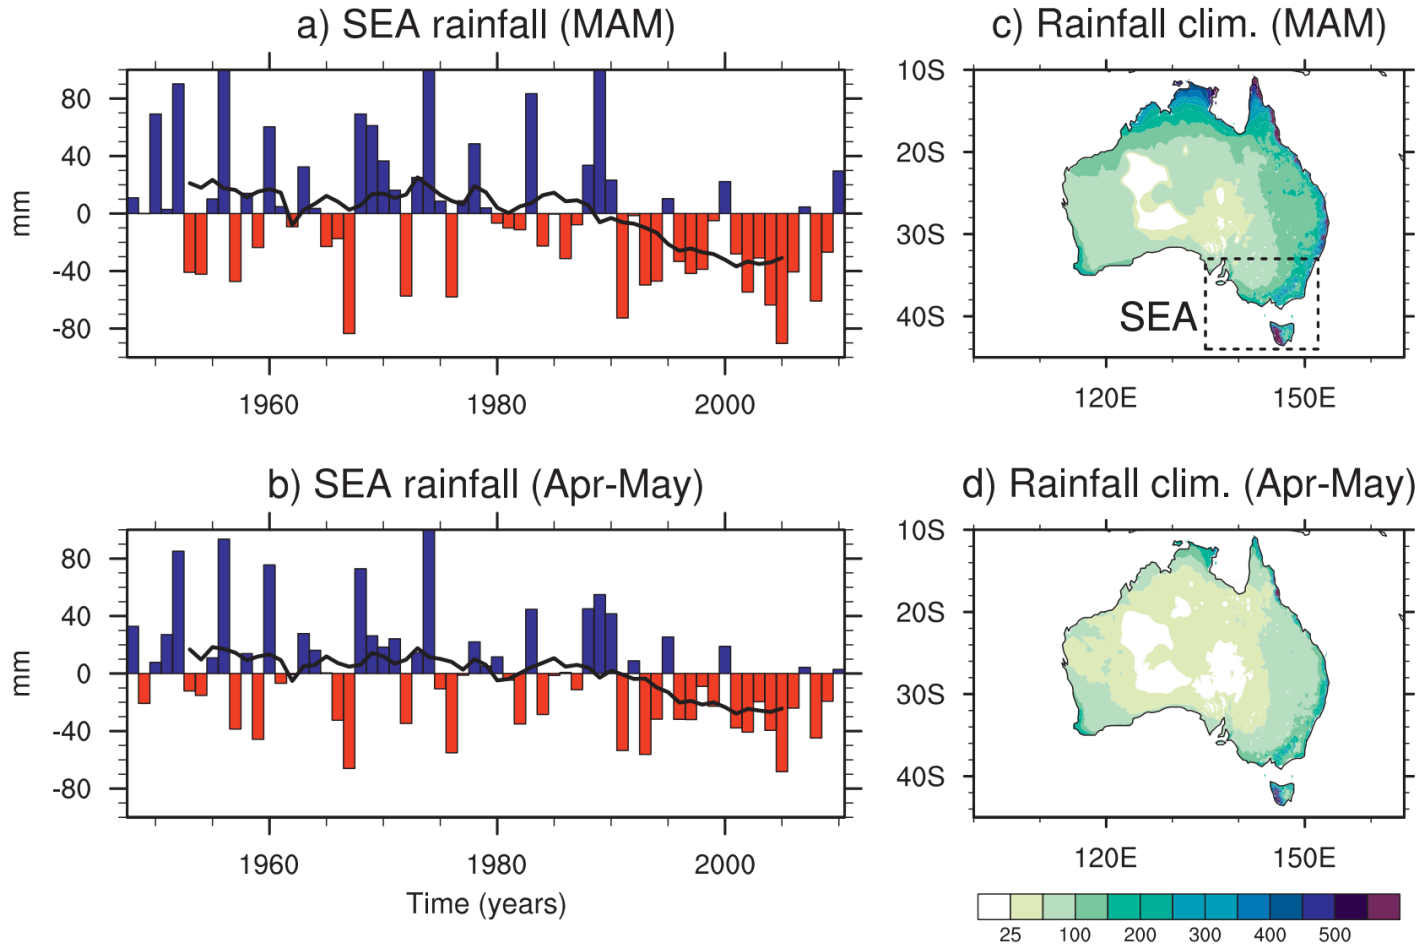 a) SEA rainfall (MAM)
80
40
0
-40
-80
mm
1960 1980 2000
c) Rainfall clim. (MAM)
10S
20S
30S
40S
SEA
120E 150E
b) SEA rainfall (Apr-May)
80
40
0
-40
-80
mm
1960 1980 2000
Time (years)
d) Rainfall clim. (Apr-May)
10S
20S
30S
40S
120E 150E
25 100 200 300 400 500